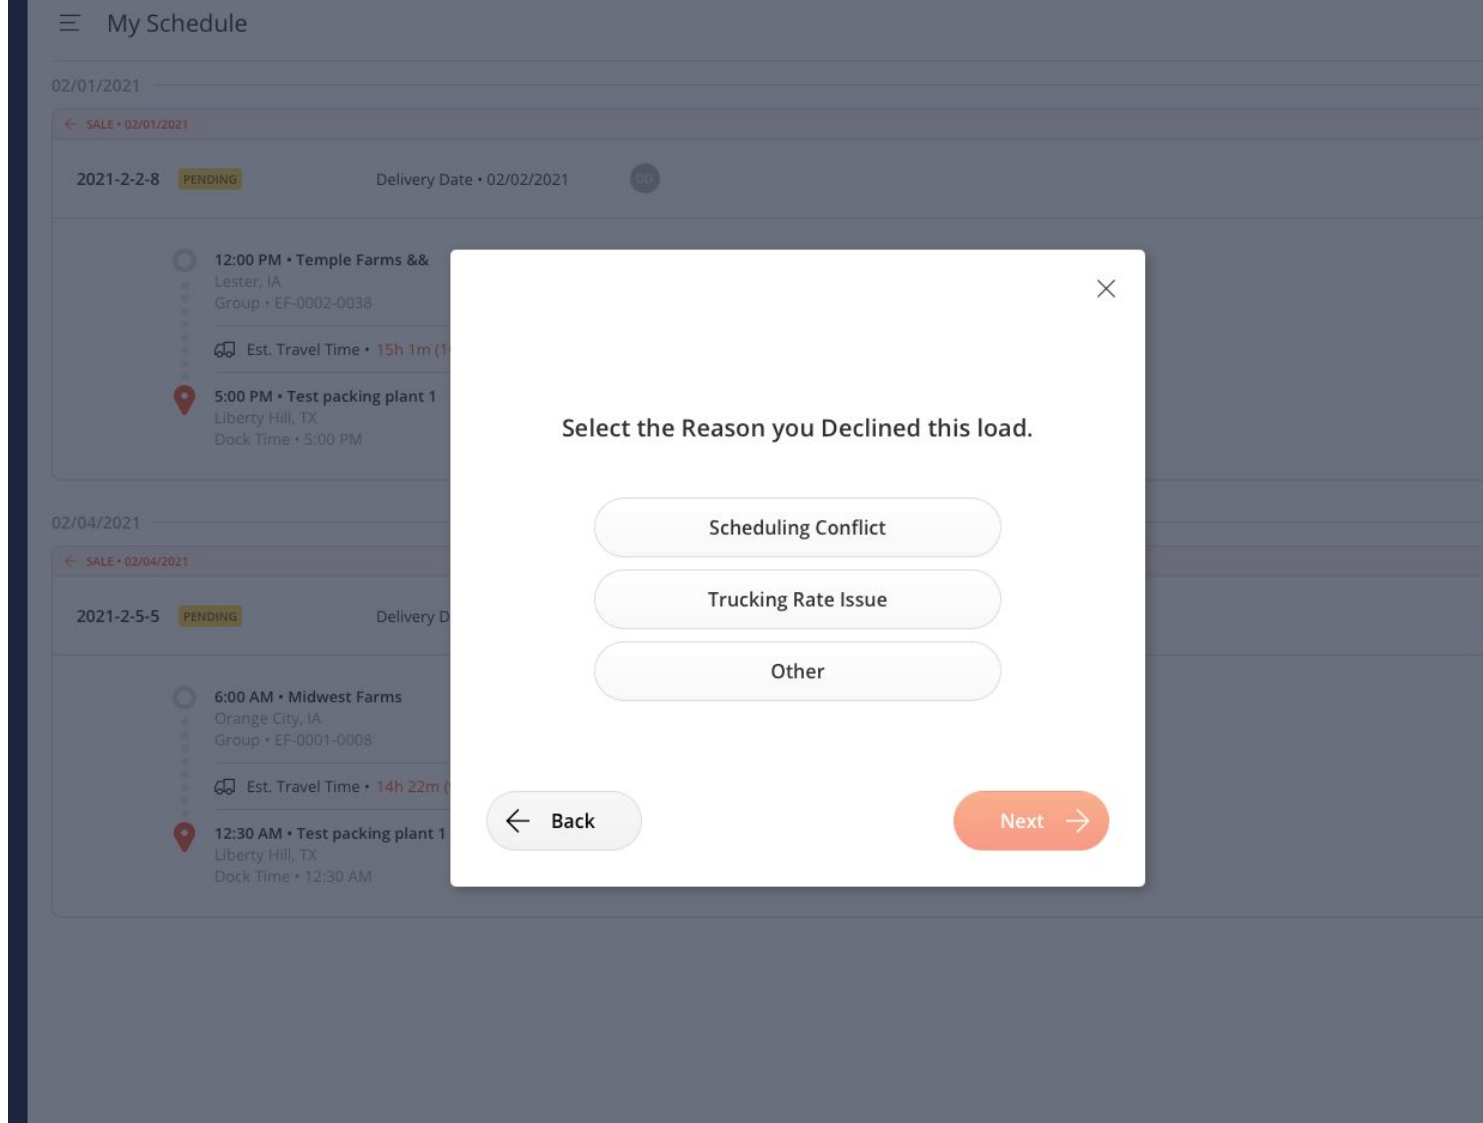 My Schedule
02/01/2021
SALE • 02/01/2021
2021-2-2-8 PENDING Delivery Date • 02/02/2021 DD
12:00 PM • Temple Farms &&
Lester, IA
Group • EF-0002-0038
Est. Travel Time • 15h 1m
5:00 PM • Test packing plant 1
Liberty Hill, TX
Dock Time • 5:00 PM
02/04/2021
SALE • 02/04/2021
2021-2-5-5 PENDING Delivery D
6:00 AM • Midwest Farms
Orange City, IA
Group • EF-0001-0008
Est. Travel Time • 14h 22m
12:30 AM • Test packing plant 1
Liberty Hill, TX
Dock Time • 12:30 AM
Select the Reason you Declined this load.
Scheduling Conflict
Trucking Rate Issue
Other
Back
Next